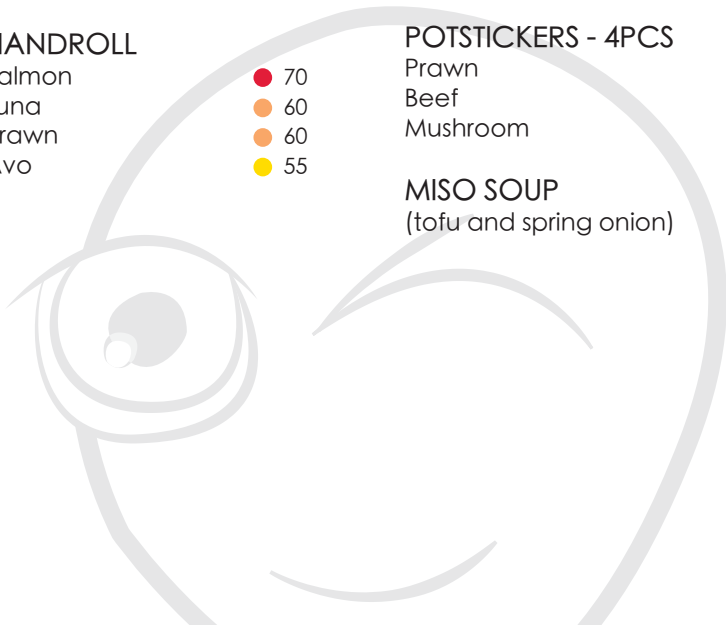 HANDROLL
almon 70
una 60
rawn 60
vo 55
POTSTICKERS - 4PCS
Prawn
Beef
Mushroom
MISO SOUP
(tofu and spring onion)